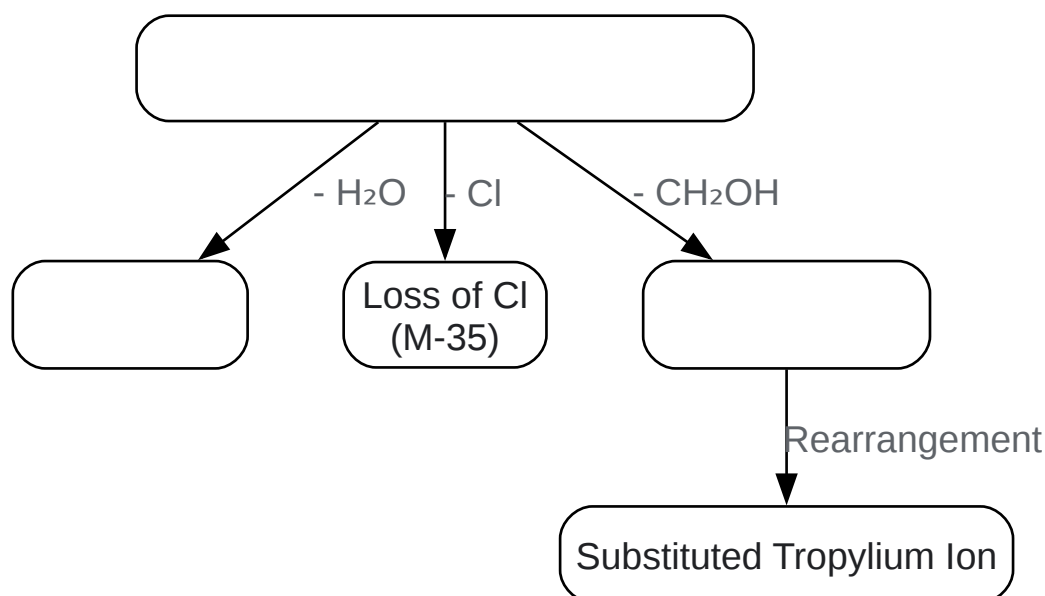 - H₂O
- Cl
- CH₂OH
Loss of Cl
(M-35)
Rearrangement
Substituted Tropylium Ion